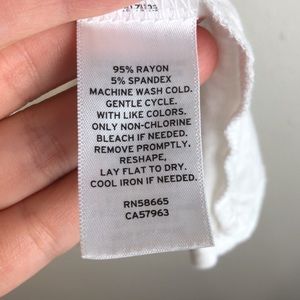 95% RAYON
5% SPANDEX
MACHINE WASH COLD.
GENTLE CYCLE.
WITH LIKE COLORS.
ONLY NON-CHLORINE
BLEACH IF NEEDED.
REMOVE PROMPTLY.
RESHAPE,
LAY FLAT TO DRY.
COOL IRON IF NEEDED.
RN58665
CA57963